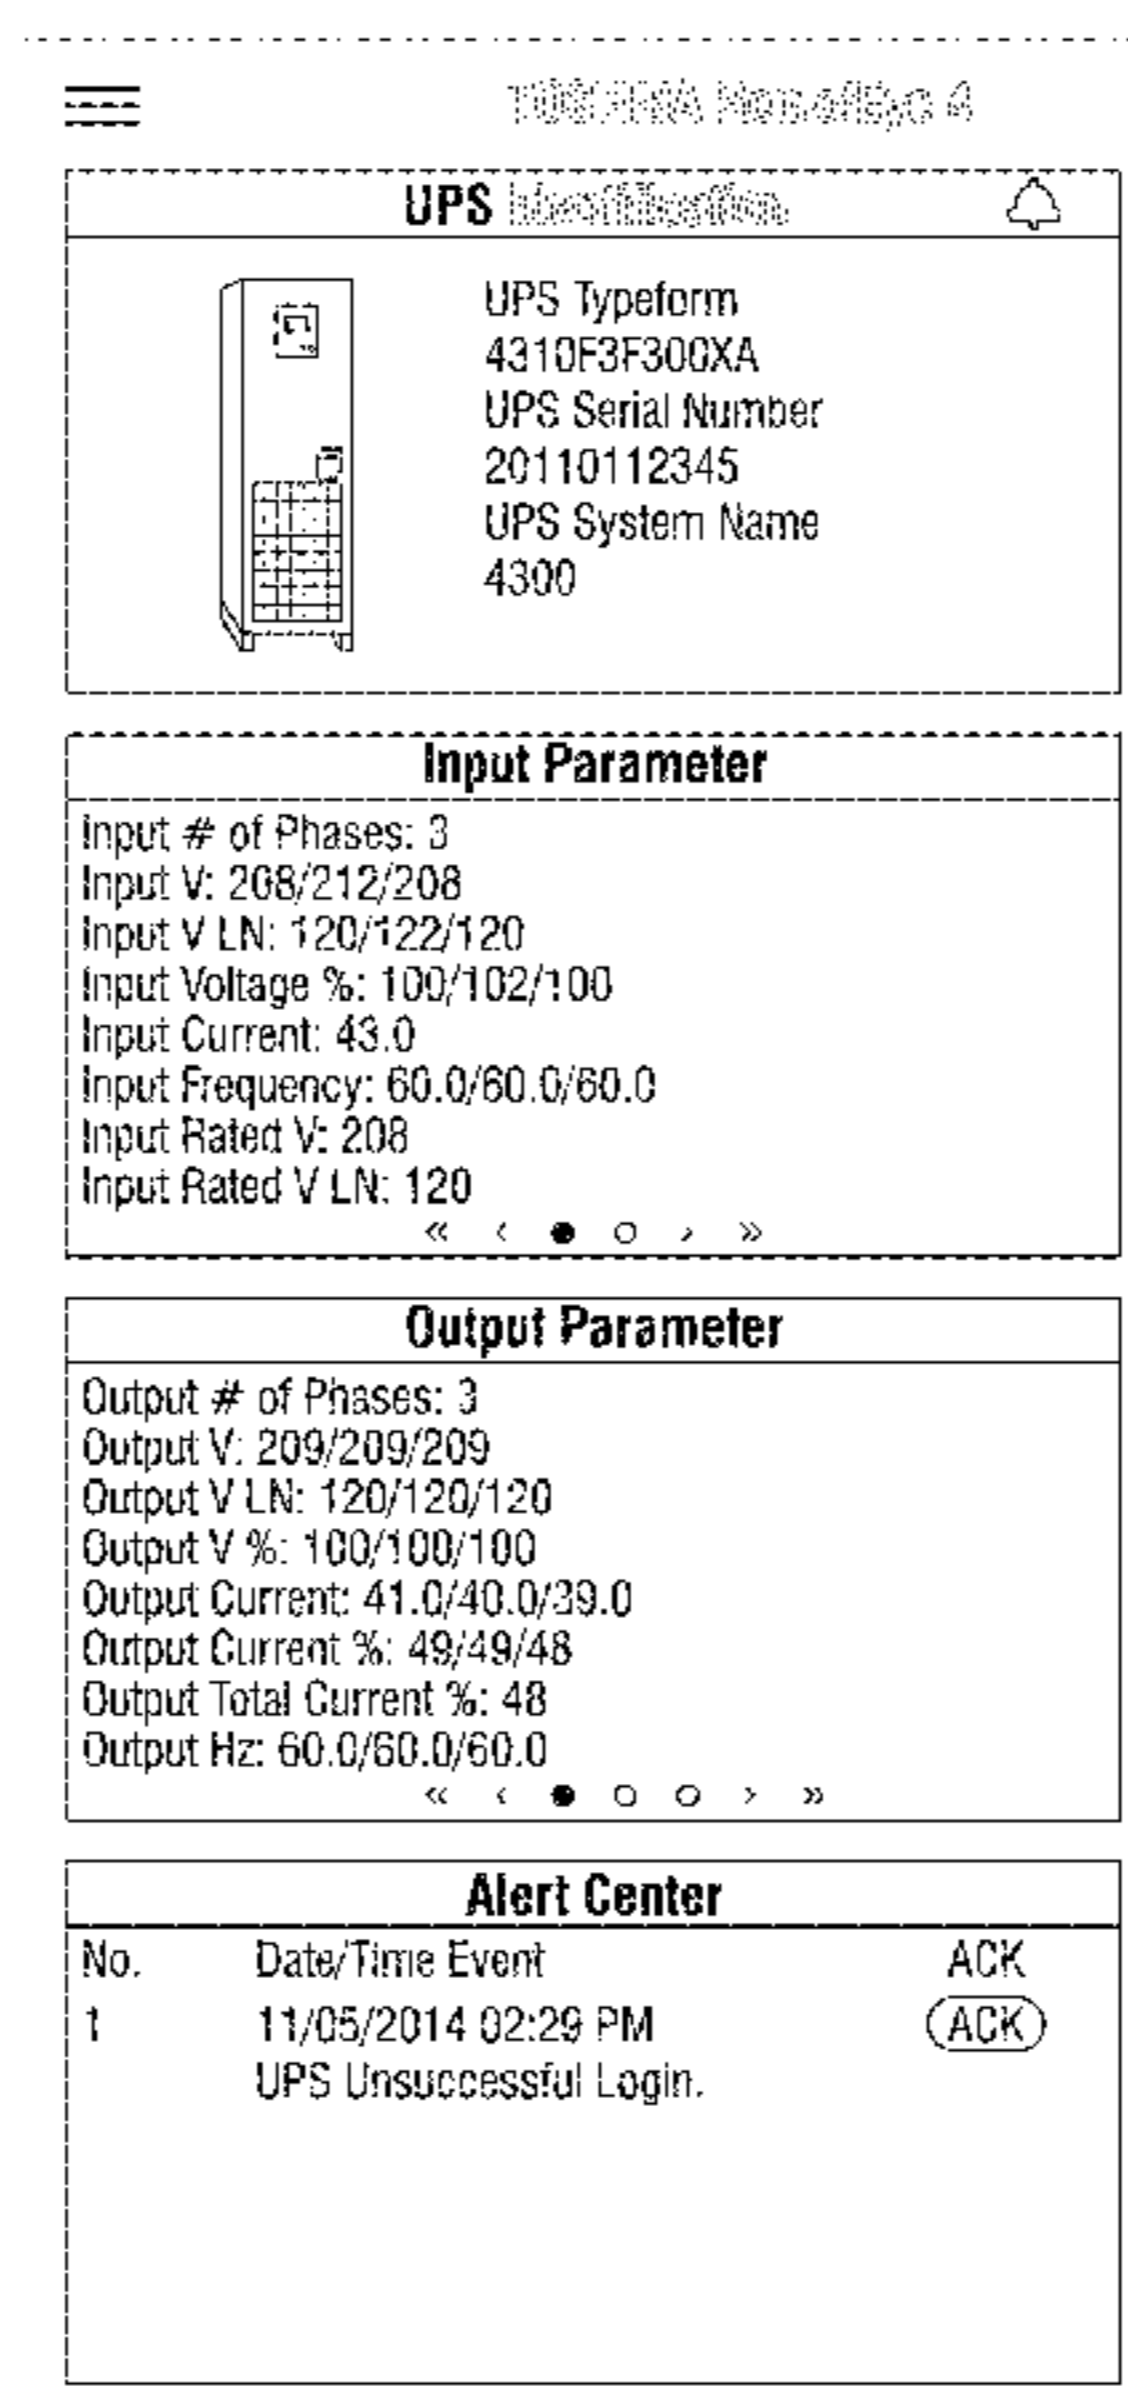 UPS Identification
UPS Typeform
4310F3F300XA
UPS Serial Number
20110112345
UPS System Name
4300
Input Parameter
Input # of Phases: 3
Input V: 208/212/208
Input V LN: 120/122/120
Input Voltage %: 100/102/100
Input Current: 43.0
Input Frequency: 60.0/60.0/60.0
Input Rated V: 208
Input Rated V LN: 120
« ‹ ● ○ › »
Output Parameter
Output # of Phases: 3
Output V: 209/209/209
Output V LN: 120/120/120
Output V %: 100/100/100
Output Current: 41.0/40.0/39.0
Output Current %: 49/49/48
Output Total Current %: 48
Output Hz: 60.0/60.0/60.0
« ‹ ● ○ ○ › »
Alert Center
No. Date/Time Event ACK
1 11/05/2014 02:29 PM ACK
UPS Unsuccessful Login.